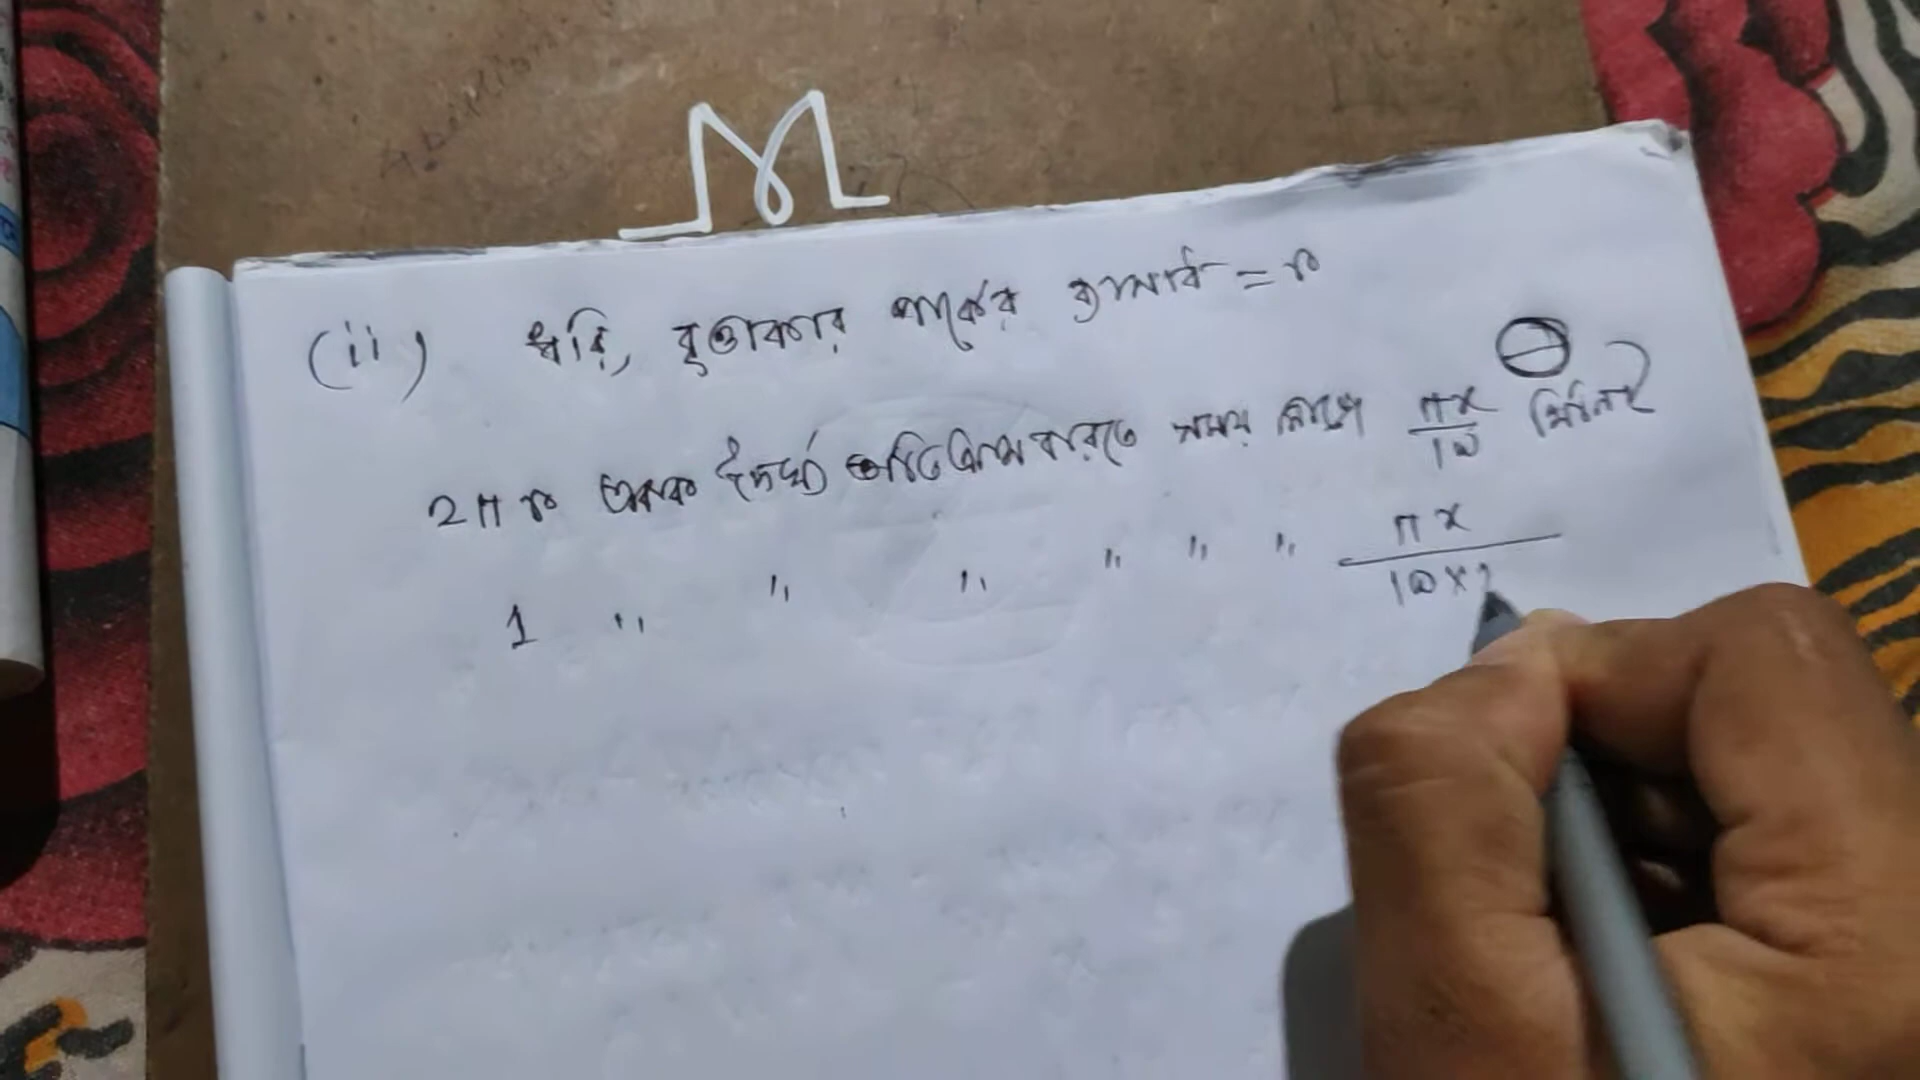 (ii) ধরি, বৃত্তাকার পার্কের ব্যাসার্ধ = r
2πr একক দৈর্ঘ্য অতিক্রম করতে সময় লাগে πx/10 মিনিট
1 " " " " " " πx/10×2